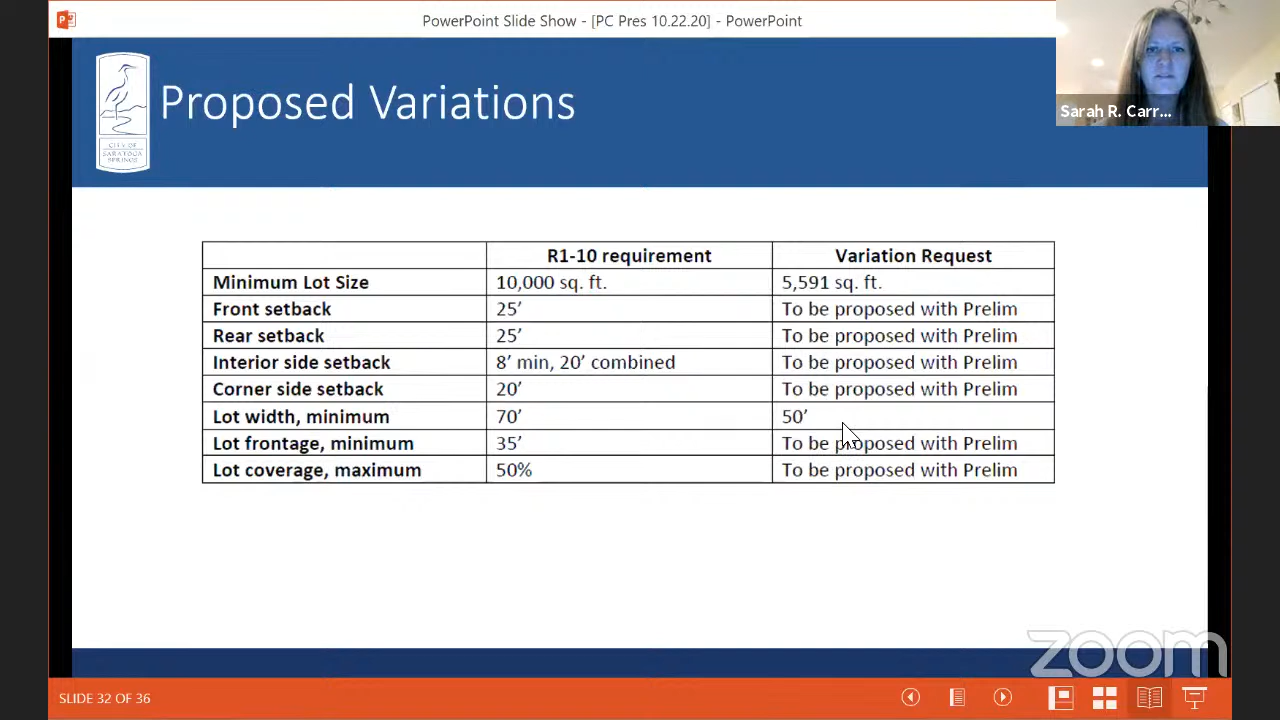 PowerPoint Slide Show - [PC Pres 10.22.20] - PowerPoint
Sarah R. Carr...
CITY OF
SARATOGA
SPRINGS
Proposed Variations
R1-10 requirement Variation Request
Minimum Lot Size 10,000 sq. ft. 5,591 sq. ft.
Front setback 25’ To be proposed with Prelim
Rear setback 25’ To be proposed with Prelim
Interior side setback 8’ min, 20’ combined To be proposed with Prelim
Corner side setback 20’ To be proposed with Prelim
Lot width, minimum 70’ 50’
Lot frontage, minimum 35’ To be proposed with Prelim
Lot coverage, maximum 50% To be proposed with Prelim
zoom
SLIDE 32 OF 36